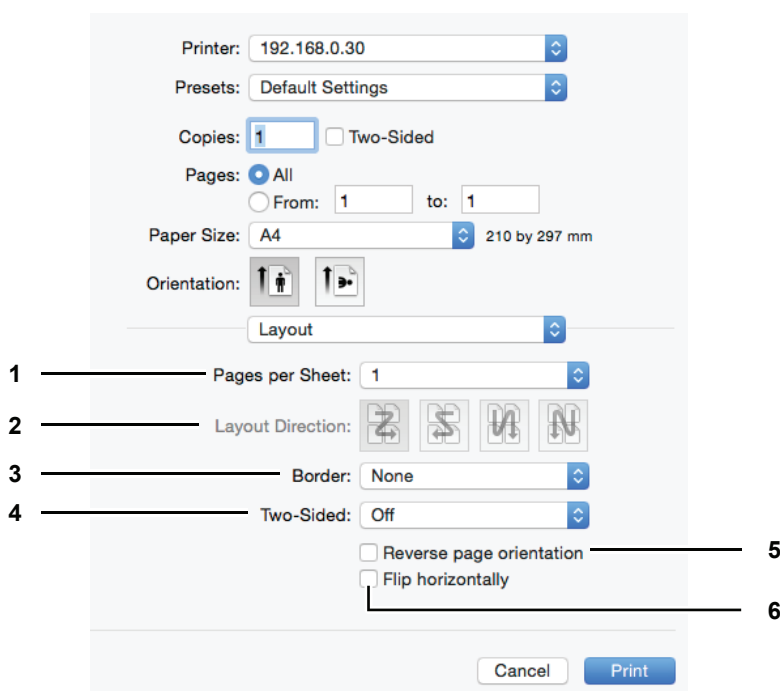 Printer: 192.168.0.30
Presets: Default Settings
Copies: 1 Two-Sided
Pages: All
From: 1 to: 1
Paper Size: A4 210 by 297 mm
Orientation:
Layout
1 Pages per Sheet: 1
2 Layout Direction:
3 Border: None
4 Two-Sided: Off
Reverse page orientation 5
Flip horizontally
6
Cancel Print